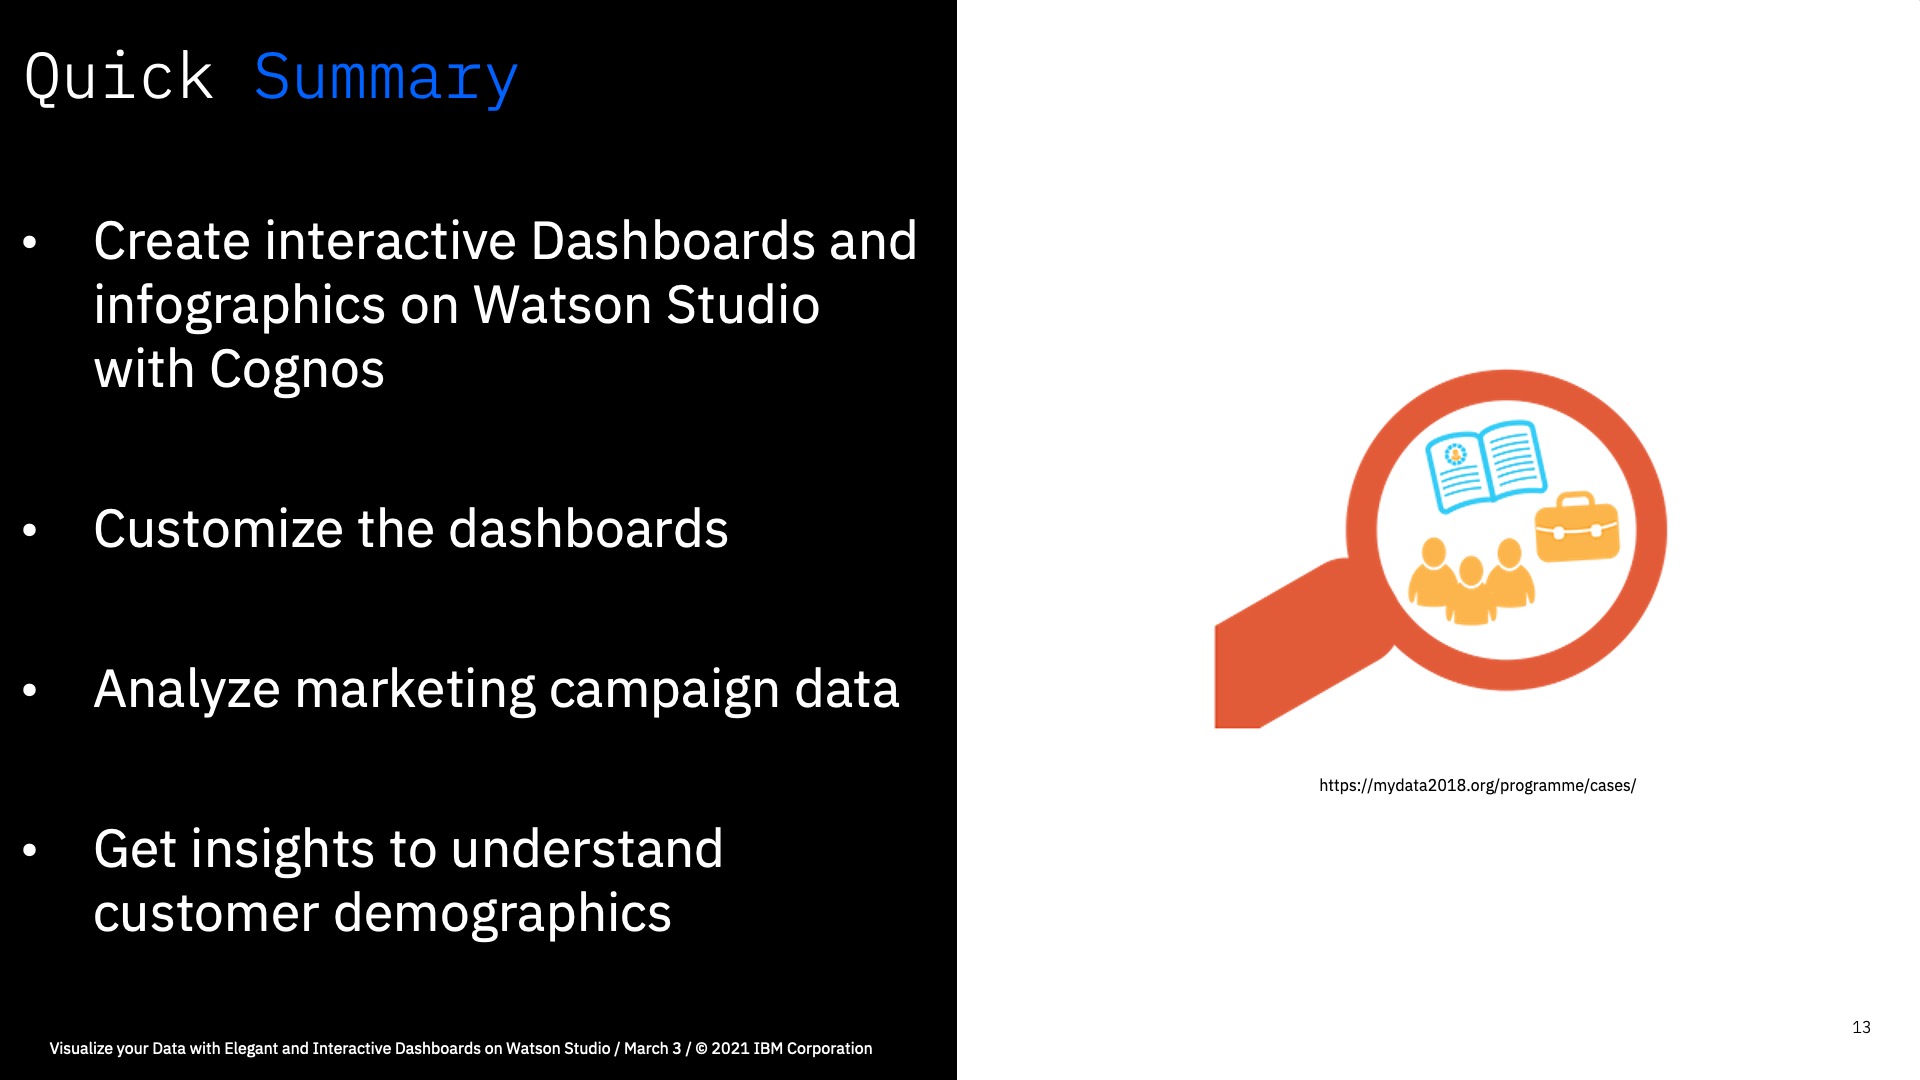 Quick Summary
• Create interactive Dashboards and
infographics on Watson Studio
with Cognos
• Customize the dashboards
• Analyze marketing campaign data
• Get insights to understand
customer demographics
https://mydata2018.org/programme/cases/
Visualize your Data with Elegant and Interactive Dashboards on Watson Studio / March 3 / © 2021 IBM Corporation
13